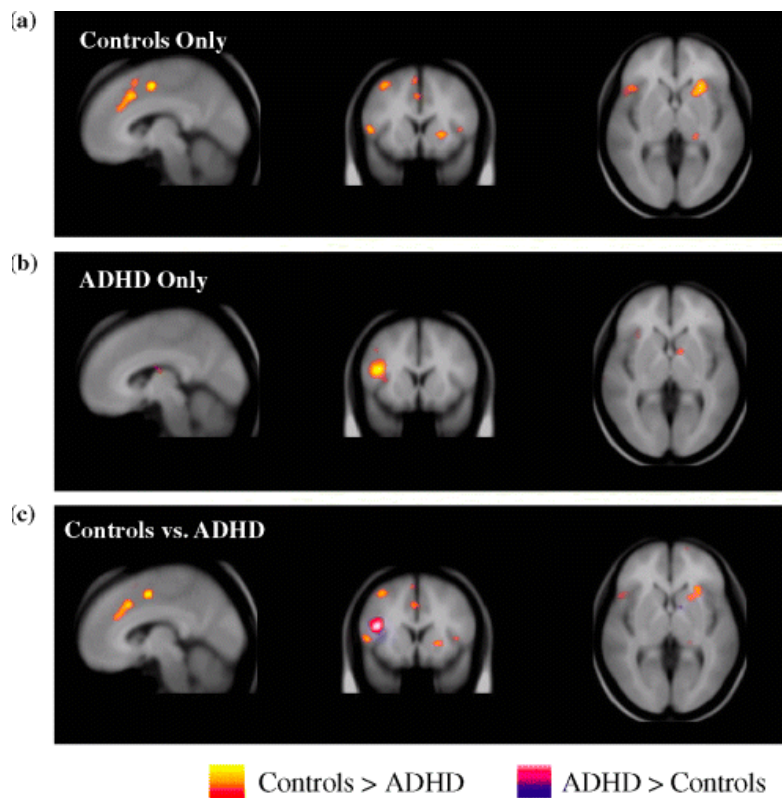 (a)
Controls Only
(b)
ADHD Only
(c)
Controls vs. ADHD
Controls > ADHD
ADHD > Controls